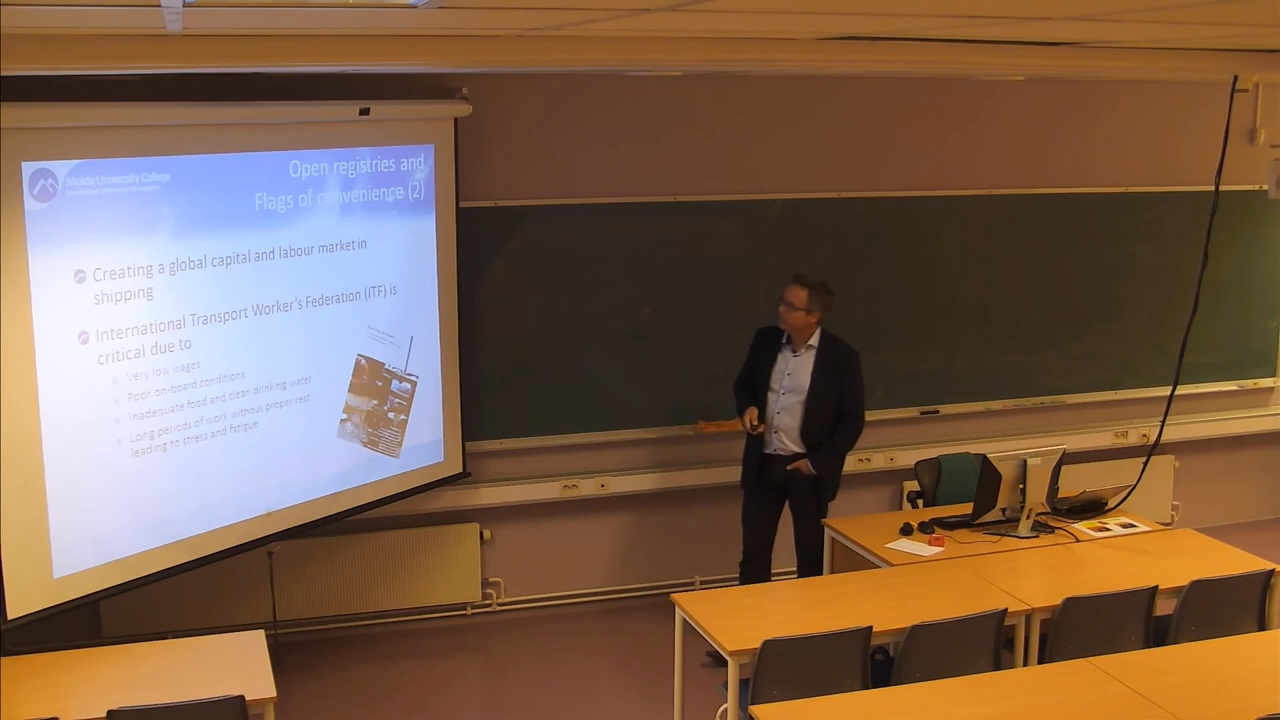 Molde University College
Open registries and
Flags of convenience (2)
Creating a global capital and labour market in
shipping
International Transport Worker's Federation (ITF) is
critical due to
Very low wages
Poor on-board conditions
Inadequate food and clean drinking water
Long periods of work without proper rest
leading to stress and fatigue